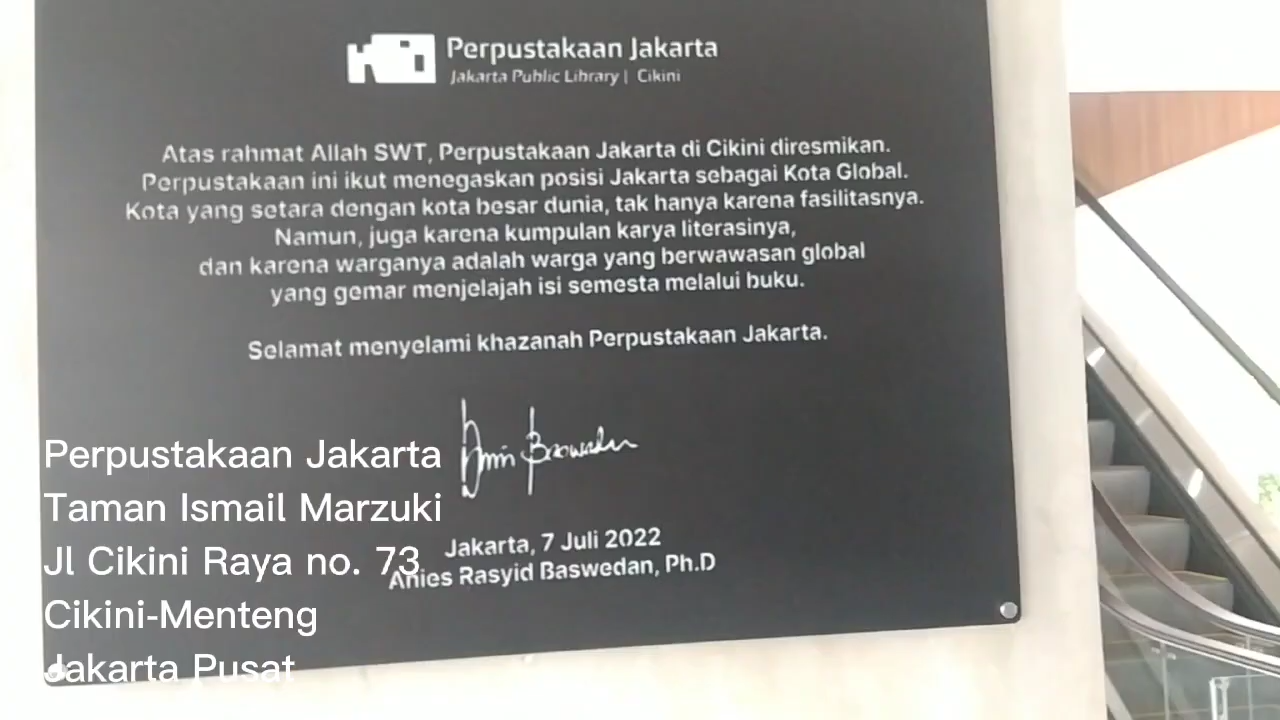 Perpustakaan Jakarta
Jakarta Public Library | Cikini
Atas rahmat Allah SWT, Perpustakaan Jakarta di Cikini diresmikan.
Perpustakaan ini ikut menegaskan posisi Jakarta sebagai Kota Global.
Kota yang setara dengan kota besar dunia, tak hanya karena fasilitasnya.
Namun, juga karena kumpulan karya literasinya,
dan karena warganya adalah warga yang berwawasan global
yang gemar menjelajah isi semesta melalui buku.
Selamat menyelami khazanah Perpustakaan Jakarta.
Jakarta, 7 Juli 2022
Anies Rasyid Baswedan, Ph.D
Perpustakaan Jakarta
Taman Ismail Marzuki
Jl Cikini Raya no. 73
Cikini-Menteng
Jakarta Pusat